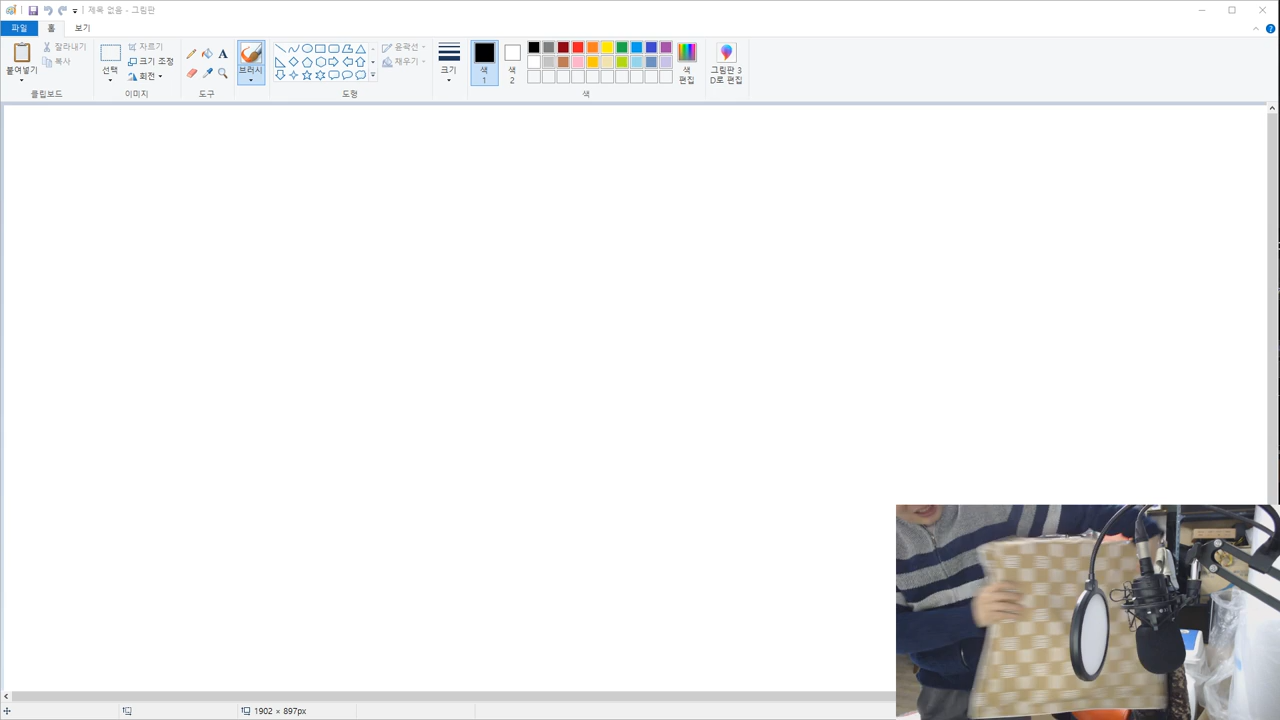 제목 없음 - 그림판
파일
홈
보기
붙여넣기
잘라내기
복사
클립보드
선택
자르기
크기 조정
회전
이미지
A
도구
브러시
윤곽선
채우기
도형
크기
색
1
색
2
색
편집
색
그림판 3
D로 편집
1902 × 897px